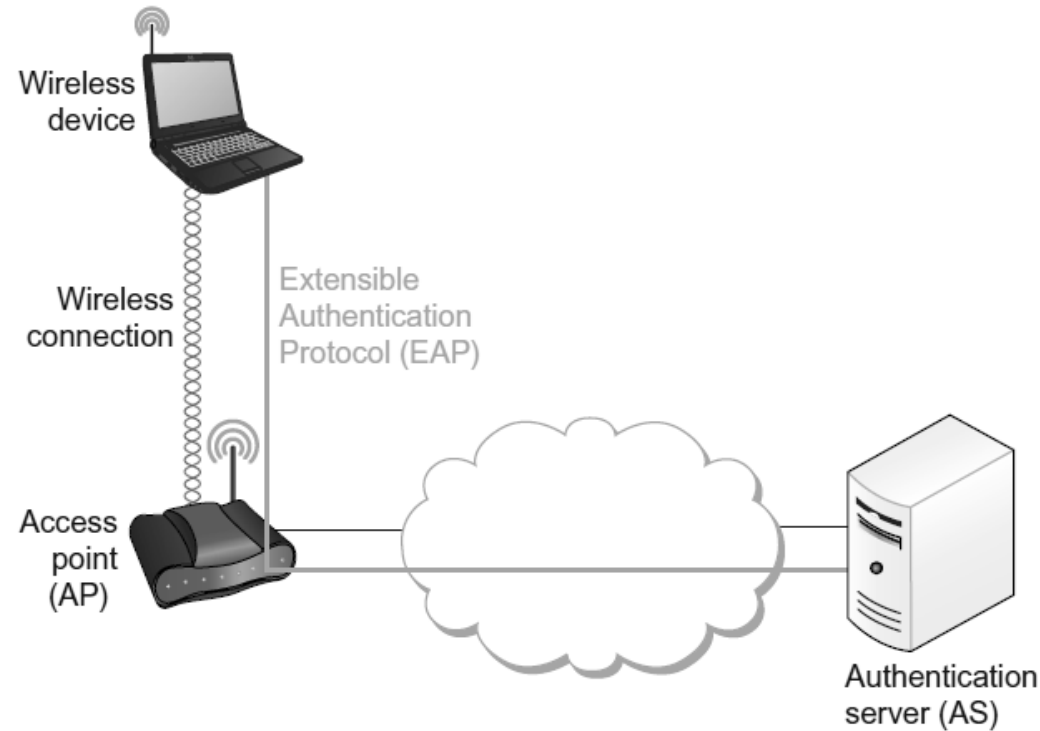 Wireless
device
Extensible
Authentication
Protocol (EAP)
Wireless
connection
Access
point
(AP)
Authentication
server (AS)